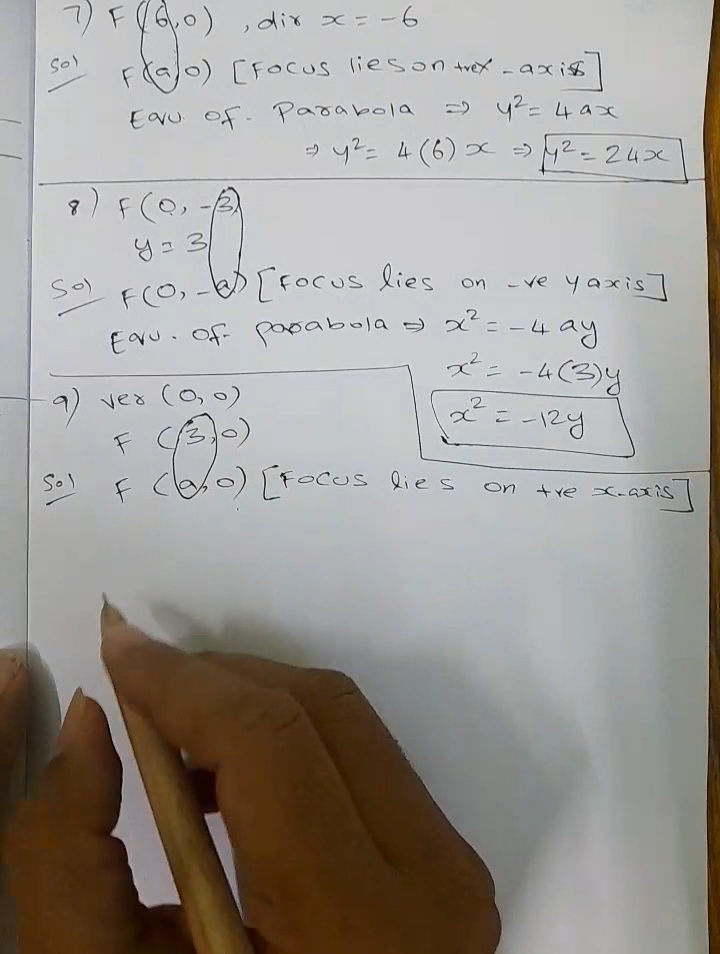 7) F(6,0) , dir x = -6
Sol F(a,0) [Focus lies on +ve x-axis]
Equ. of. Parabola ⇒ y² = 4ax
⇒ y² = 4(6)x ⇒ y² = 24x
8) F(0, -3)
y = 3
Sol F(0, -a) [Focus lies on -ve y axis]
Equ. of. parabola ⇒ x² = -4ay
x² = -4(3)y
x² = -12y
9) ver (0,0)
F (3,0)
Sol F (a,0) [Focus lies on +ve x-axis]